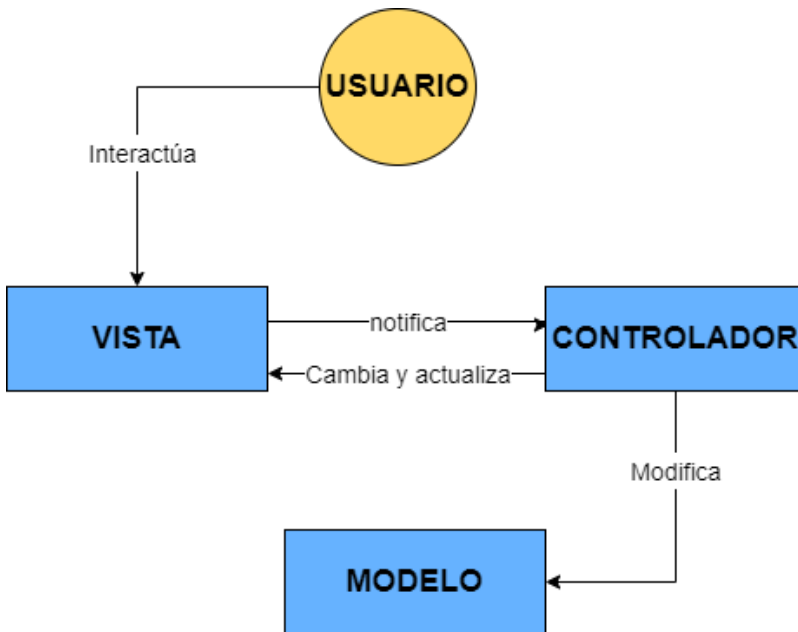 USUARIO
Interactúa
VISTA
notifica
CONTROLADOR
Cambia y actualiza
Modifica
MODELO